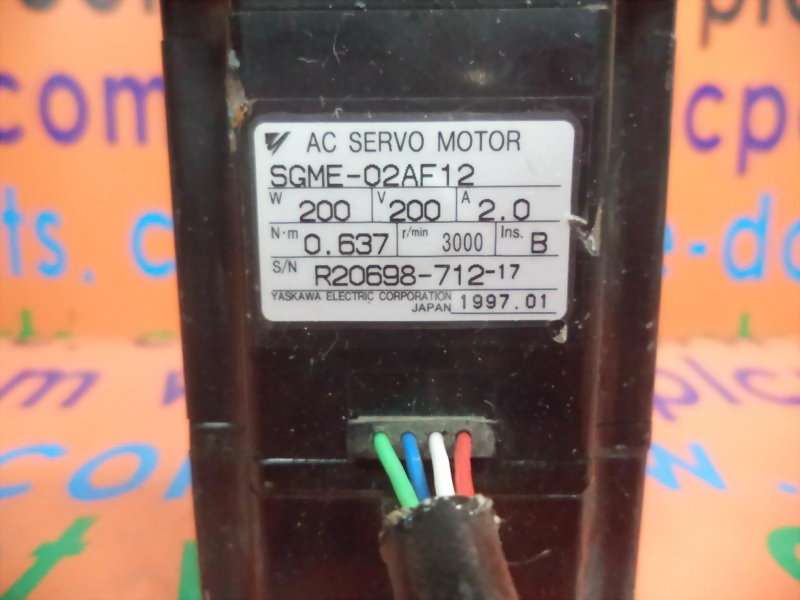 AC SERVO MOTOR
SGME-02AF12
W 200 V 200 A 2.0
N·m 0.637 r/min 3000 Ins. B
S/N R20698-712-17
YASKAWA ELECTRIC CORPORATION
JAPAN 1997.01